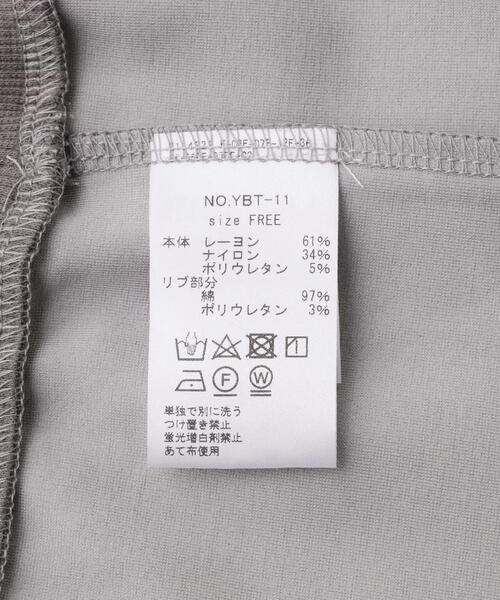 NO.YBT-11
size FREE
本体 レーヨン 61%
ナイロン 34%
ポリウレタン 5%
リブ部分
綿 97%
ポリウレタン 3%
F W
単独で別に洗う
つけ置き禁止
蛍光増白剤禁止
あて布使用